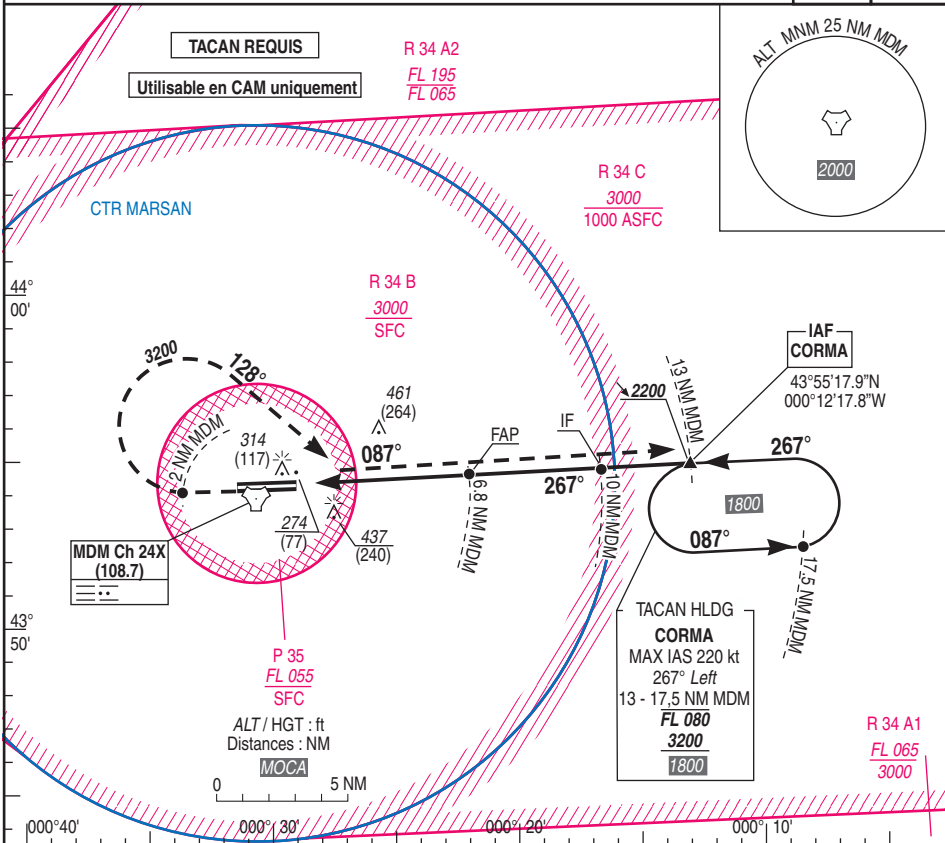 TACAN REQUIS
Utilisable en CAM uniquement
R 34 A2
FL 195
FL 065
ALT MNM 25 NM MDM
2000
CTR MARSAN
R 34 C
3000
1000 ASFC
R 34 B
3000
SFC
44°
00'
IAF
CORMA
43°55'17.9"N
000°12'17.8"W
3200
128°
461
(264)
2200
13 NM MDM
2 NM MDM
314
(117)
087°
FAP
IF
267°
267°
6.8 NM MDM
10 NM MDM
1800
087°
17.5 NM MDM
274
(77)
437
(240)
MDM Ch 24X
(108.7)
43°
50'
P 35
FL 055
SFC
TACAN HLDG
CORMA
MAX IAS 220 kt
267° Left
13 - 17,5 NM MDM
FL 080
3200
1800
ALT / HGT : ft
Distances : NM
MOCA
0 5 NM
R 34 A1
FL 065
3000
000°40' 000°30' 000°20' 000°10'